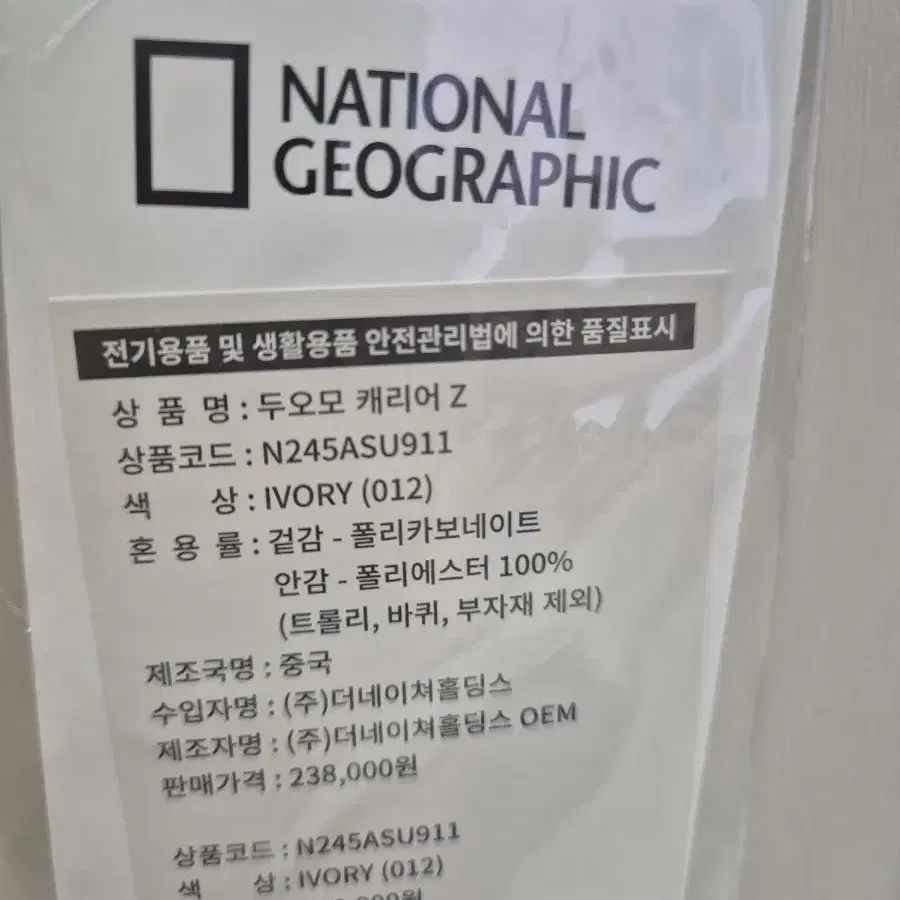 NATIONAL
GEOGRAPHIC
전기용품 및 생활용품 안전관리법에 의한 품질표시
상 품 명 : 두오모 캐리어 Z
상품코드 : N245ASU911
색 상 : IVORY (012)
혼 용 률 : 겉감 - 폴리카보네이트
안감 - 폴리에스터 100%
(트롤리, 바퀴, 부자재 제외)
제조국명 : 중국
수입자명 : (주)더네이쳐홀딩스
제조자명 : (주)더네이쳐홀딩스 OEM
판매가격 : 238,000원
상품코드 : N245ASU911
색 상 : IVORY (012)